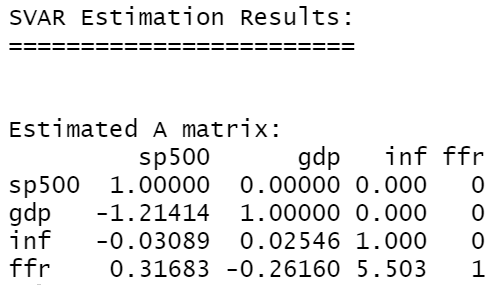 SVAR Estimation Results:
========================
Estimated A matrix:
sp500 gdp inf ffr
sp500 1.00000 0.00000 0.000 0
gdp -1.21414 1.00000 0.000 0
inf -0.03089 0.02546 1.000 0
ffr 0.31683 -0.26160 5.503 1